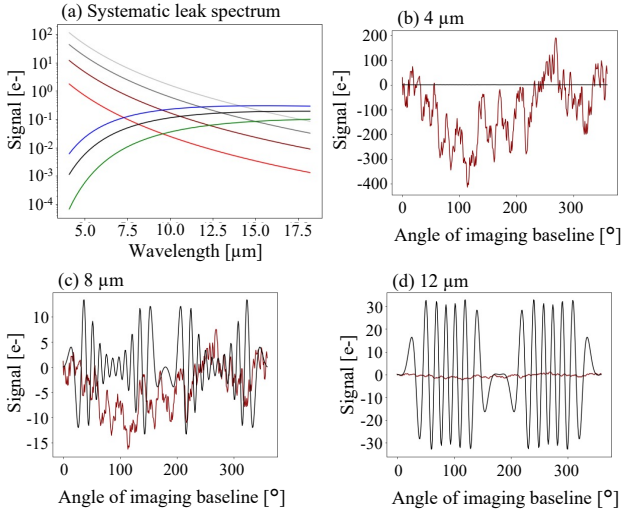 (a) Systematic leak spectrum
Signal [e-]
10²
10¹
10⁰
10⁻¹
10⁻²
10⁻³
10⁻⁴
5.0 7.5 10.0 12.5 15.0 17.5
Wavelength [µm]
(b) 4 µm
Signal [e-]
200
100
0
-100
-200
-300
-400
0 100 200 300
Angle of imaging baseline [°]
(c) 8 µm
Signal [e-]
10
5
0
-5
-10
-15
0 100 200 300
Angle of imaging baseline [°]
(d) 12 µm
Signal [e-]
30
20
10
0
-10
-20
-30
0 100 200 300
Angle of imaging baseline [°]